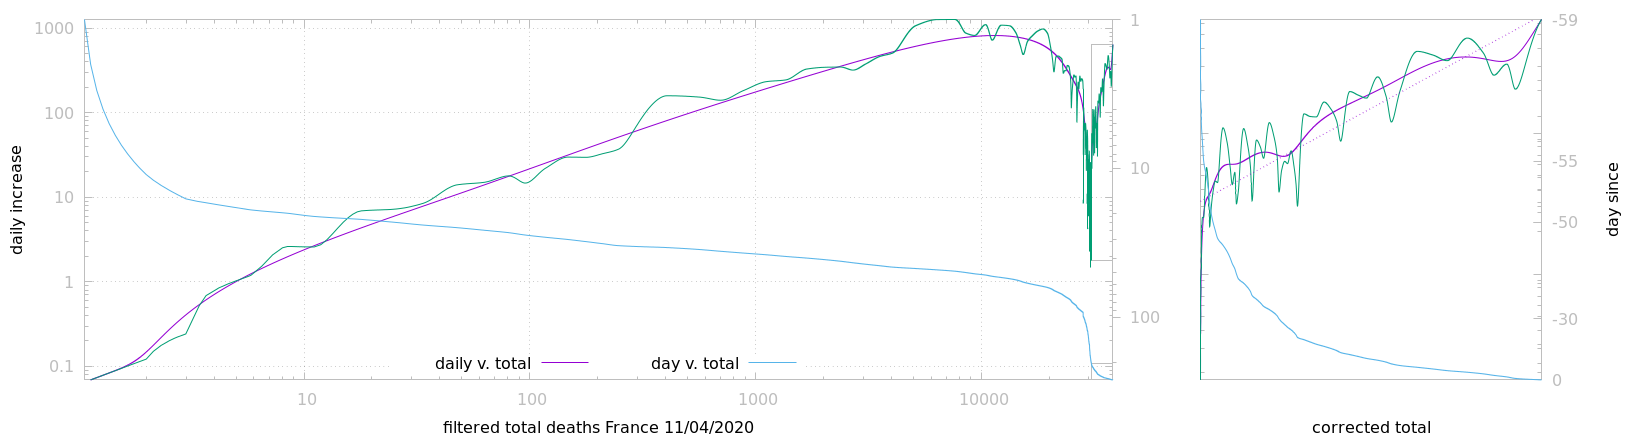 daily increase
1000
100
10
1
0.1
10
100
1000
10000
filtered total deaths France 11/04/2020
daily v. total
day v. total
1
10
100
-59
-55
-50
-30
0
day since
corrected total